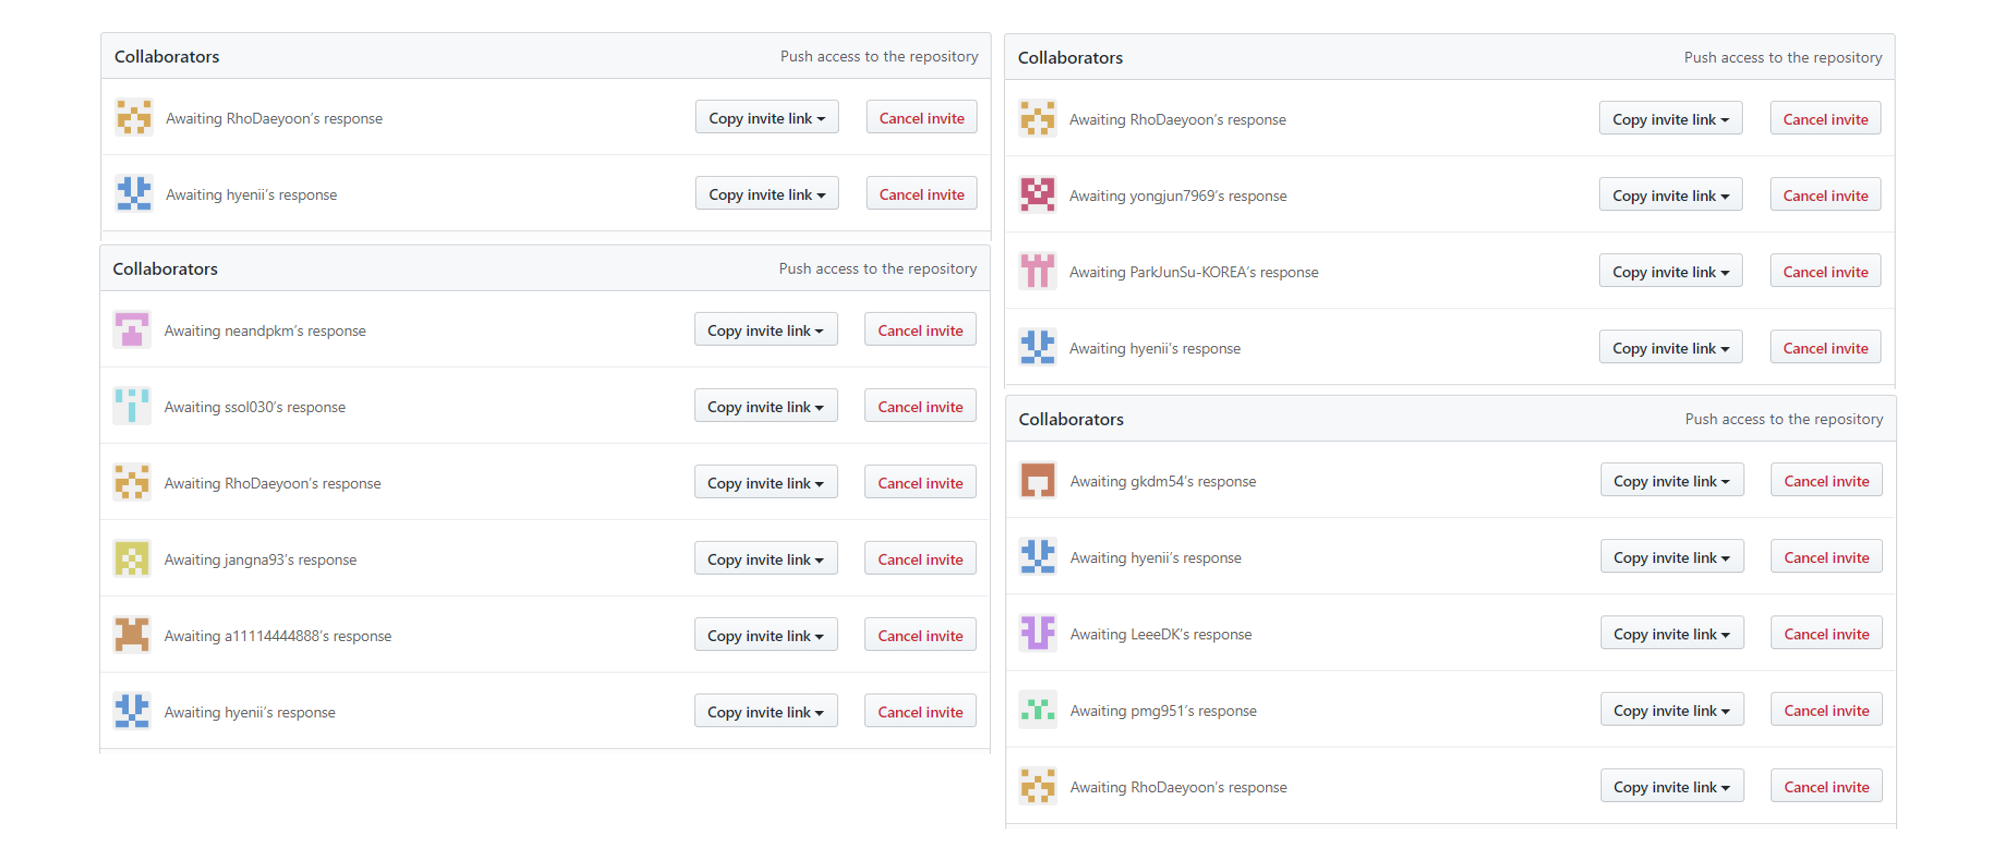 Collaborators Push access to the repository
Awaiting RhoDaeyoon's response Copy invite link Cancel invite
Awaiting hyenii's response Copy invite link Cancel invite
Collaborators Push access to the repository
Awaiting neandpkm's response Copy invite link Cancel invite
Awaiting ssol030's response Copy invite link Cancel invite
Awaiting RhoDaeyoon's response Copy invite link Cancel invite
Awaiting jangna93's response Copy invite link Cancel invite
Awaiting a11114444888's response Copy invite link Cancel invite
Awaiting hyenii's response Copy invite link Cancel invite
Collaborators Push access to the repository
Awaiting RhoDaeyoon's response Copy invite link Cancel invite
Awaiting yongjun7969's response Copy invite link Cancel invite
Awaiting ParkJunSu-KOREA's response Copy invite link Cancel invite
Awaiting hyenii's response Copy invite link Cancel invite
Collaborators Push access to the repository
Awaiting gkdm54's response Copy invite link Cancel invite
Awaiting hyenii's response Copy invite link Cancel invite
Awaiting LeeeDK's response Copy invite link Cancel invite
Awaiting pmg951's response Copy invite link Cancel invite
Awaiting RhoDaeyoon's response Copy invite link Cancel invite